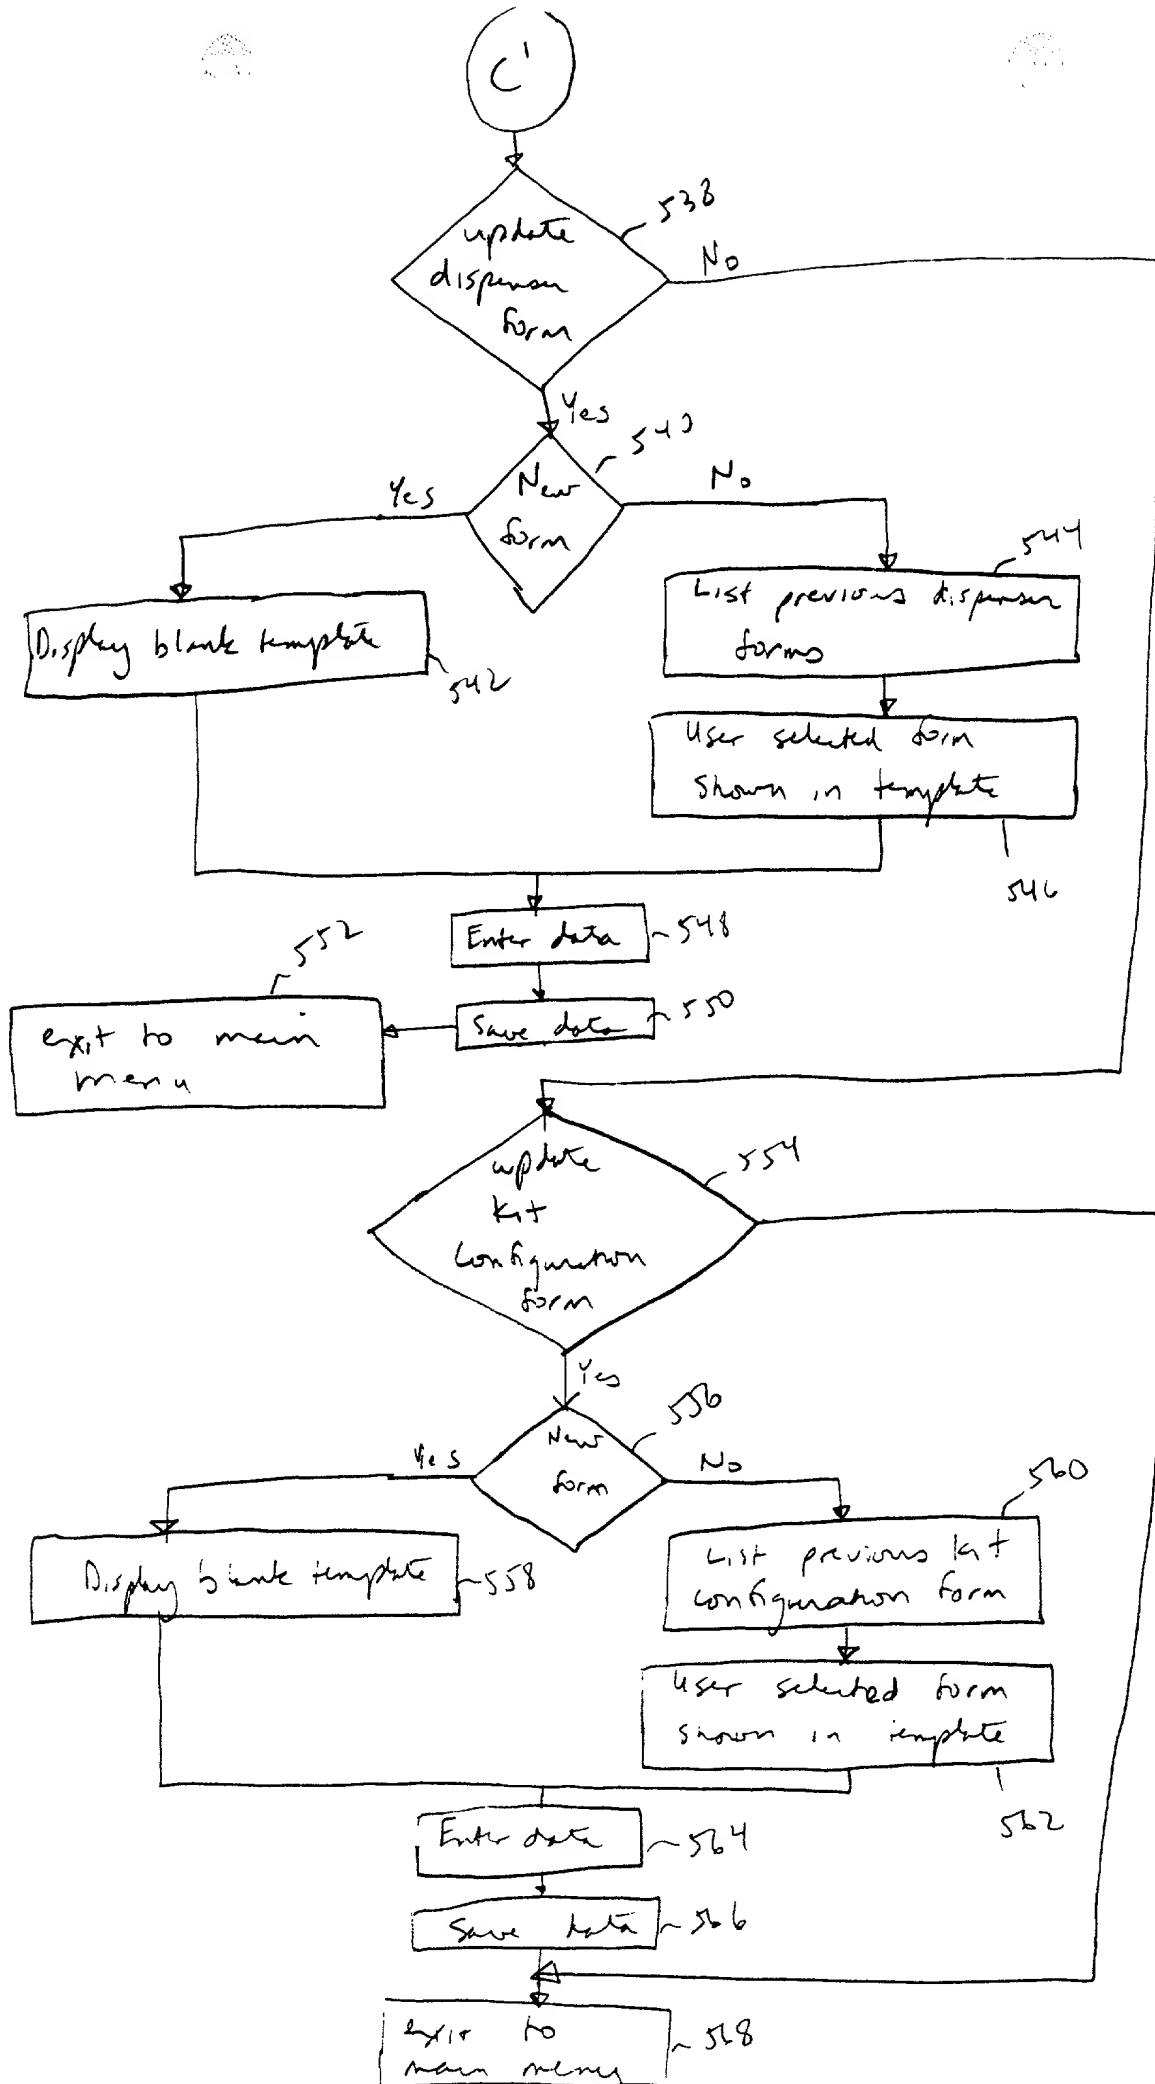 C'
538
update
dispenser
form
No
Yes
540
New
form
Yes
No
544
List previous dispenser
forms
Display blank template
542
User selected form
shown in template
546
552
Enter data
548
Save data
550
exit to main
menu
update
kit
configuration
form
554
Yes
556
New
form
Yes
No
560
List previous kit
configuration form
Display blank template
558
User selected form
shown in template
562
Enter data
564
Save data
566
exit to
main menu
568